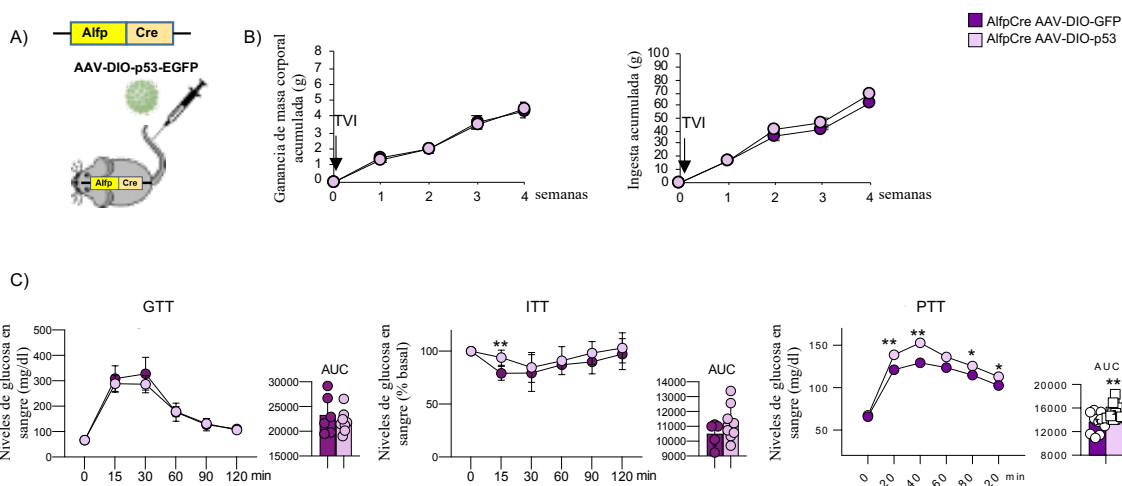 A)
Alfp Cre
AAV-DIO-p53-EGFP
Alfp Cre
B)
AlfpCre AAV-DIO-GFP
AlfpCre AAV-DIO-p53
Ganancia de masa corporal
acumulada (g)
8
7
6
5
4
3
2
1
0
TVI
0 1 2 3 4 semanas
Ingesta acumulada (g)
100
90
80
70
60
50
40
30
20
10
0
TVI
0 1 2 3 4 semanas
C)
GTT
Niveles de glucosa en
sangre (mg/dl)
500
400
300
200
100
0
0 15 30 60 90 120 min
AUC
30000
25000
20000
15000
ITT
Niveles de glucosa en
sangre (% basal)
100
50
0
**
0 15 30 60 90 120 min
AUC
14000
13000
12000
11000
10000
9000
PTT
Niveles de glucosa en
sangre (mg/dl)
150
100
50
** ** * *
0 20 40 60 80 20 min
AUC
20000
16000
12000
8000
**